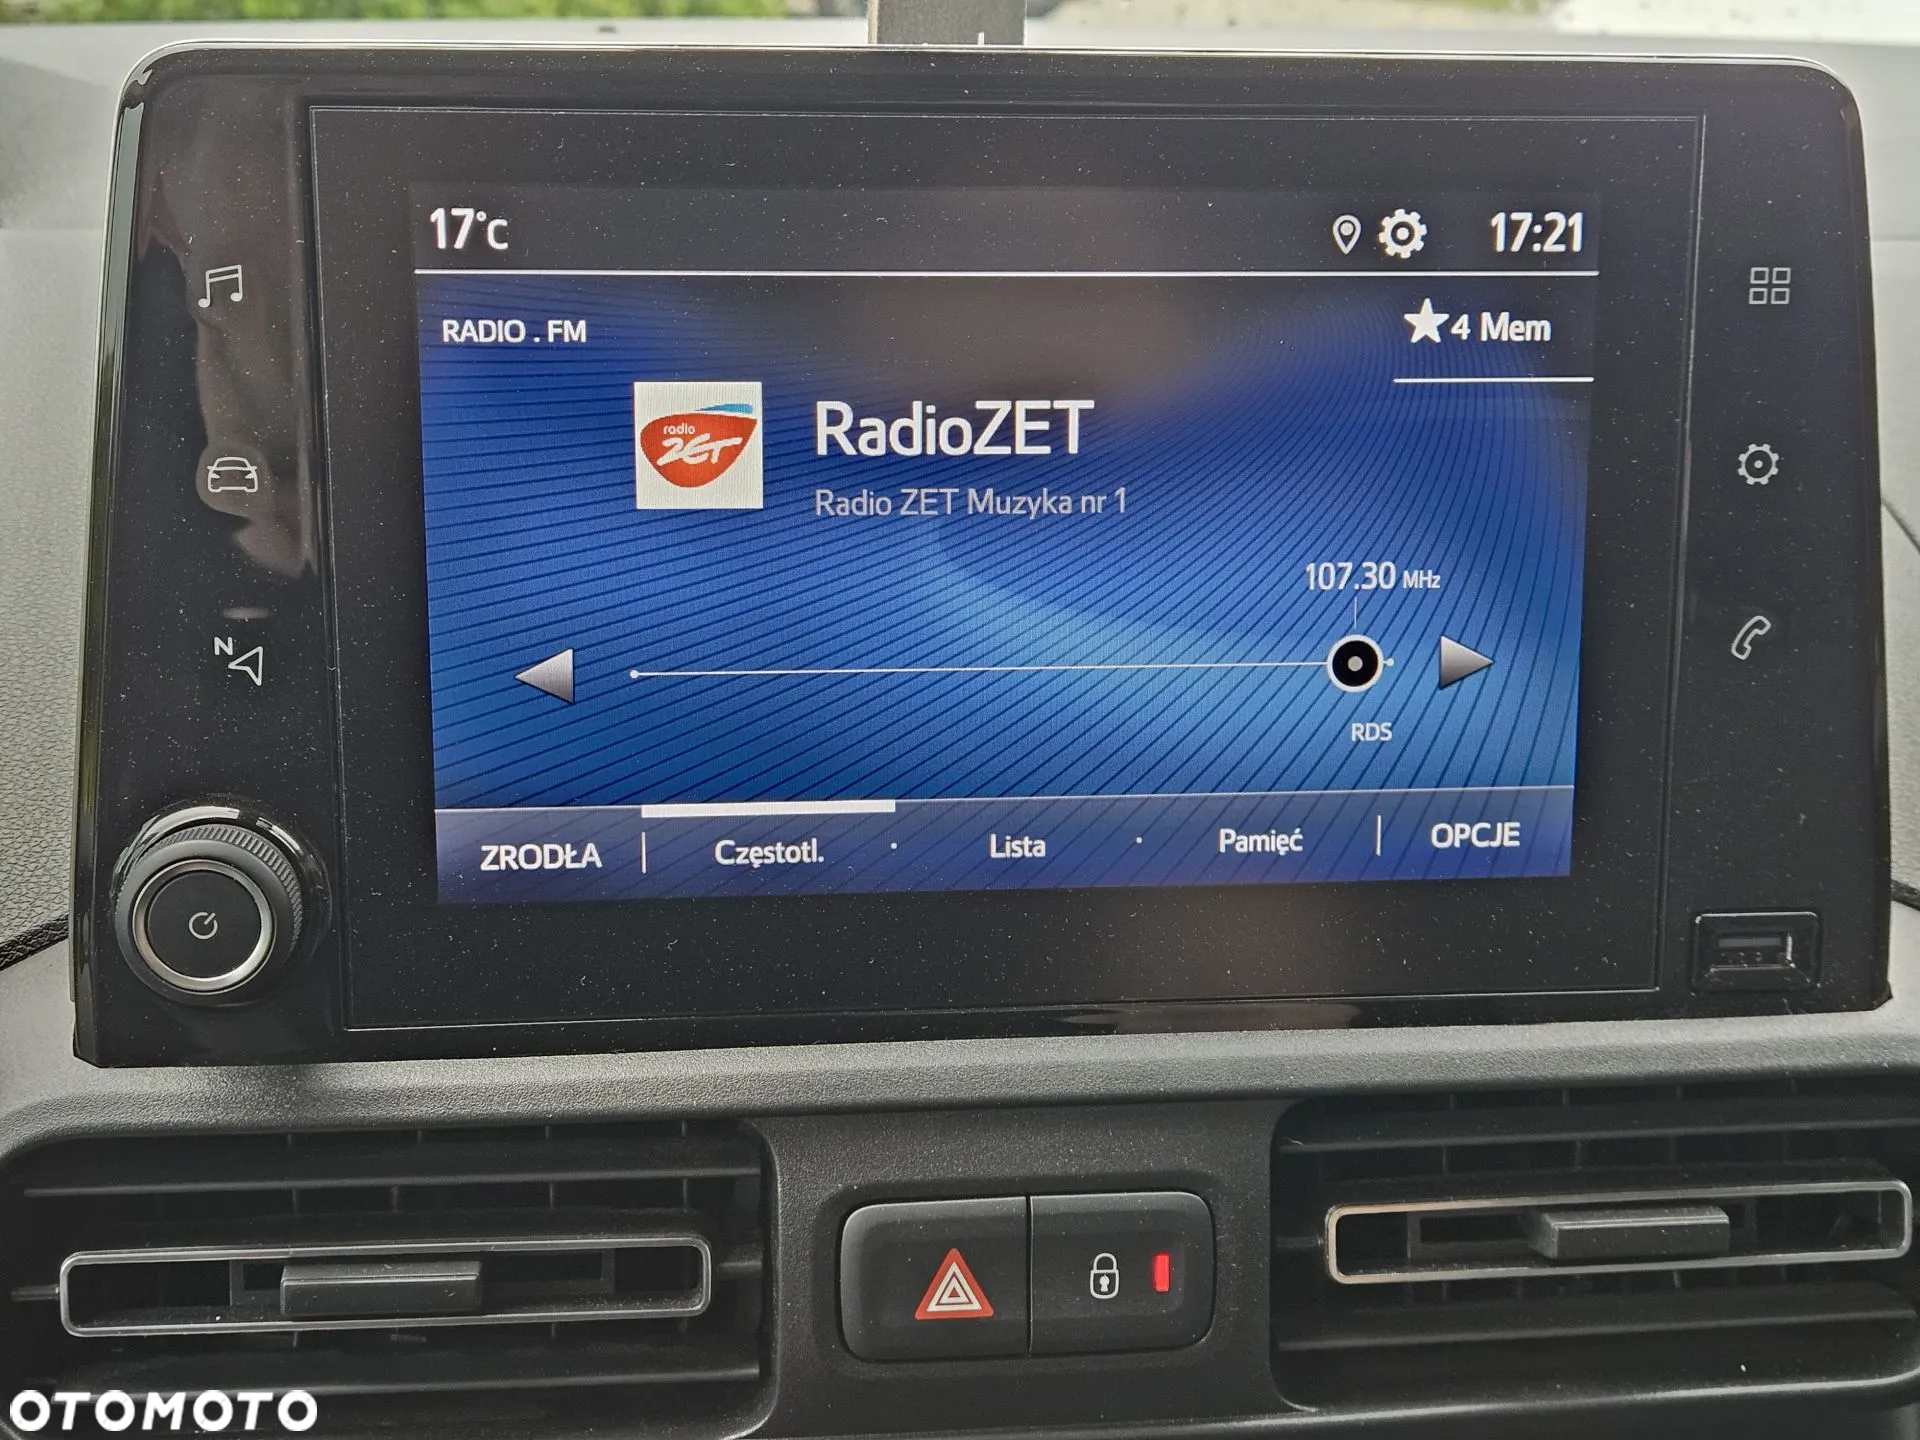 17°C
17:21
RADIO . FM
4 Mem
radio
ZET
RadioZET
Radio ZET Muzyka nr 1
107.30 MHz
N
RDS
ZRODŁA
Częstotl.
Lista
Pamięć
OPCJE
OTOMOTO